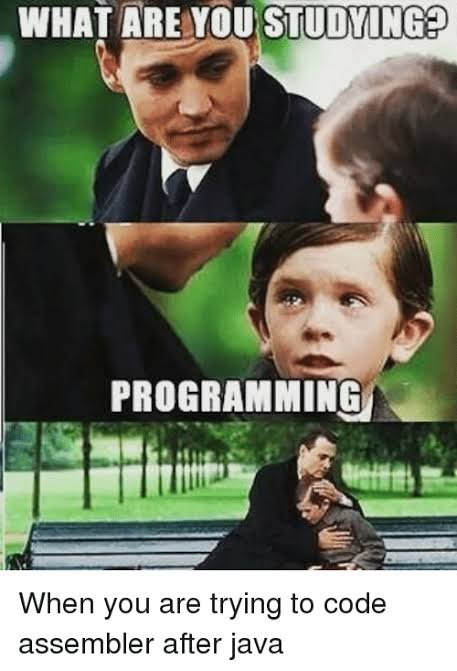 WHAT ARE YOU STUDYING?
PROGRAMMING
When you are trying to code
assembler after java